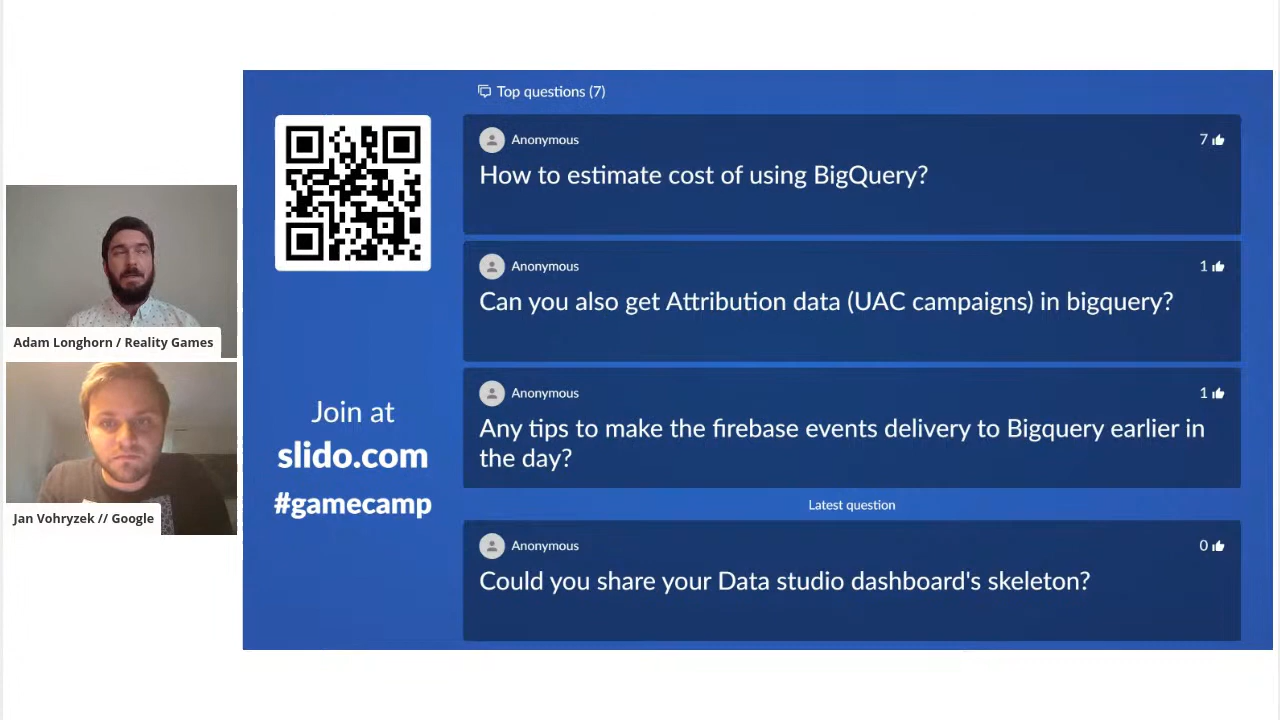 Top questions (7)
Anonymous
7
How to estimate cost of using BigQuery?
Anonymous
1
Can you also get Attribution data (UAC campaigns) in bigquery?
Anonymous
1
Any tips to make the firebase events delivery to Bigquery earlier in
the day?
Latest question
Anonymous
0
Could you share your Data studio dashboard's skeleton?
Join at
slido.com
#gamecamp
Adam Longhorn / Reality Games
Jan Vohryzek // Google